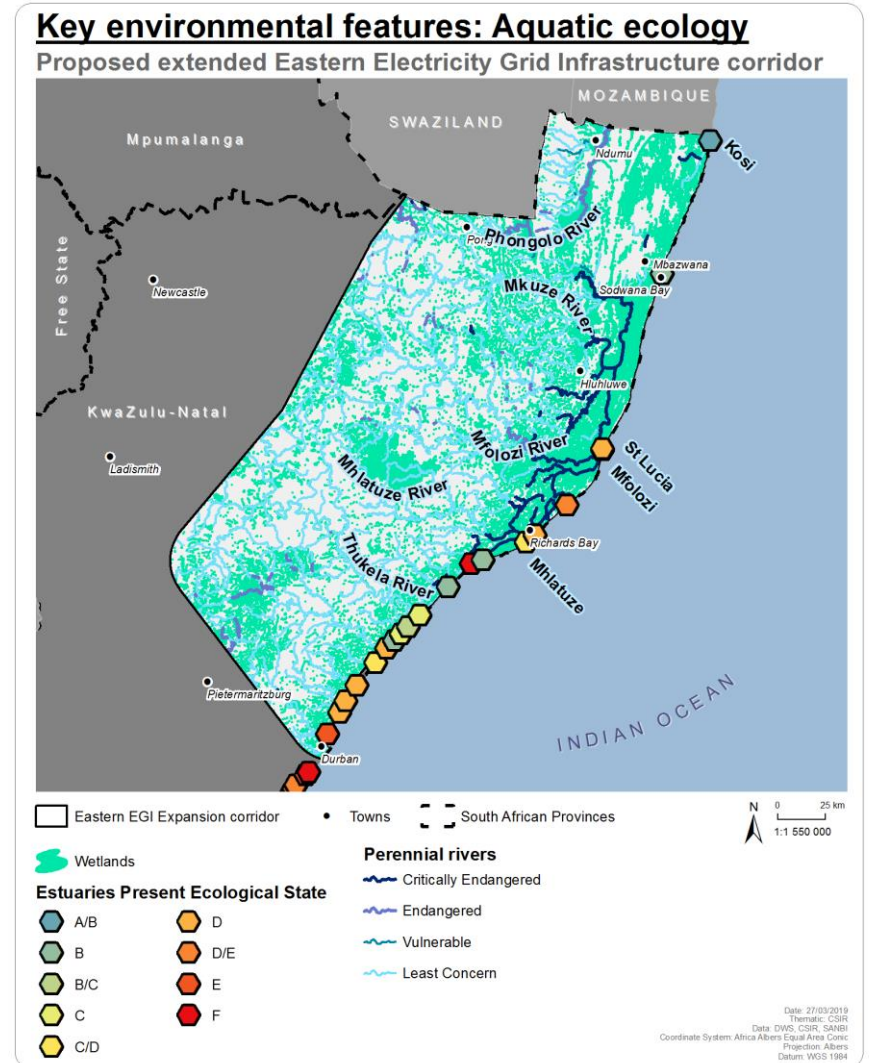 Key environmental features: Aquatic ecology
Proposed extended Eastern Electricity Grid Infrastructure corridor
MOZAMBIQUE
SWAZILAND
Mpumalanga
Ndumu
Kosi
Phongolo River
Free State
Newcastle
Mbazwana
Sodwana Bay
Mkuze River
Hluhluwe
KwaZulu-Natal
Ladismith
Mfolozi River
St Lucia
Mfolozi
Mhlatuze River
Richards Bay
Mhlatuze
Thukela River
Pietermaritzburg
INDIAN OCEAN
Durban
Eastern EGI Expansion corridor
Towns
South African Provinces
N
0 25 km
1:1 550 000
Wetlands
Estuaries Present Ecological State
A/B
B
B/C
C
C/D
D
D/E
E
F
Perennial rivers
Critically Endangered
Endangered
Vulnerable
Least Concern
Date: 27/03/2019
Thematic: CSIR
Data: DWS, CSIR, SANBI
Coordinate System: Africa Albers Equal Area Conic
Projection: Albers
Datum: WGS 1984